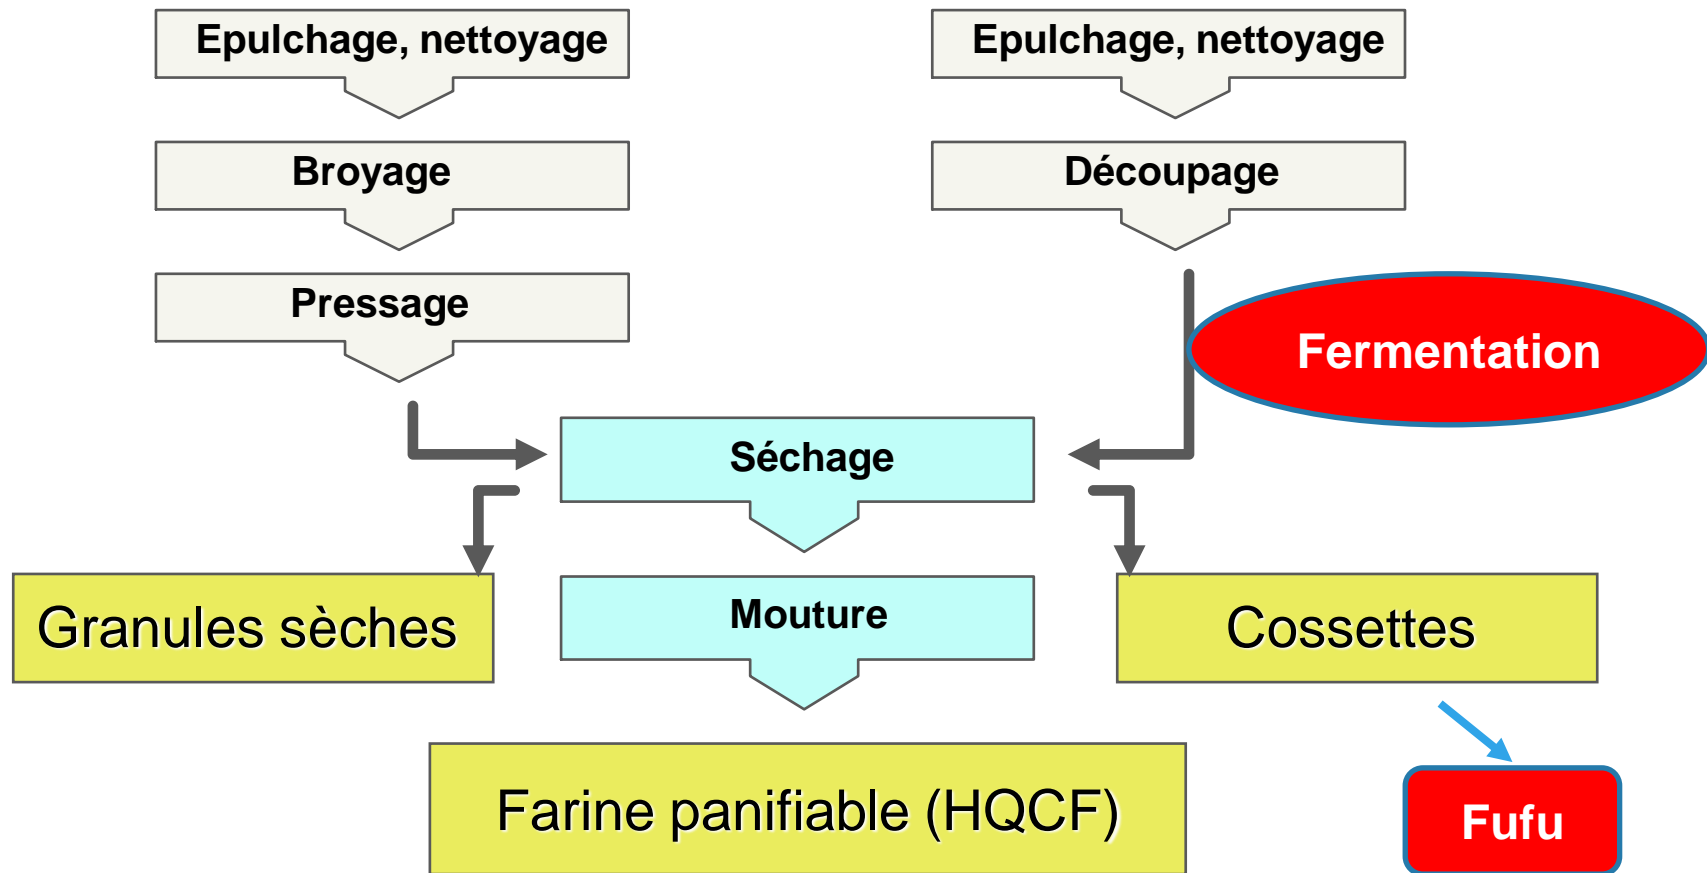 Epulchage, nettoyage
Epulchage, nettoyage
Broyage
Découpage
Pressage
Fermentation
Séchage
Granules sèches
Mouture
Cossettes
Farine panifiable (HQCF)
Fufu